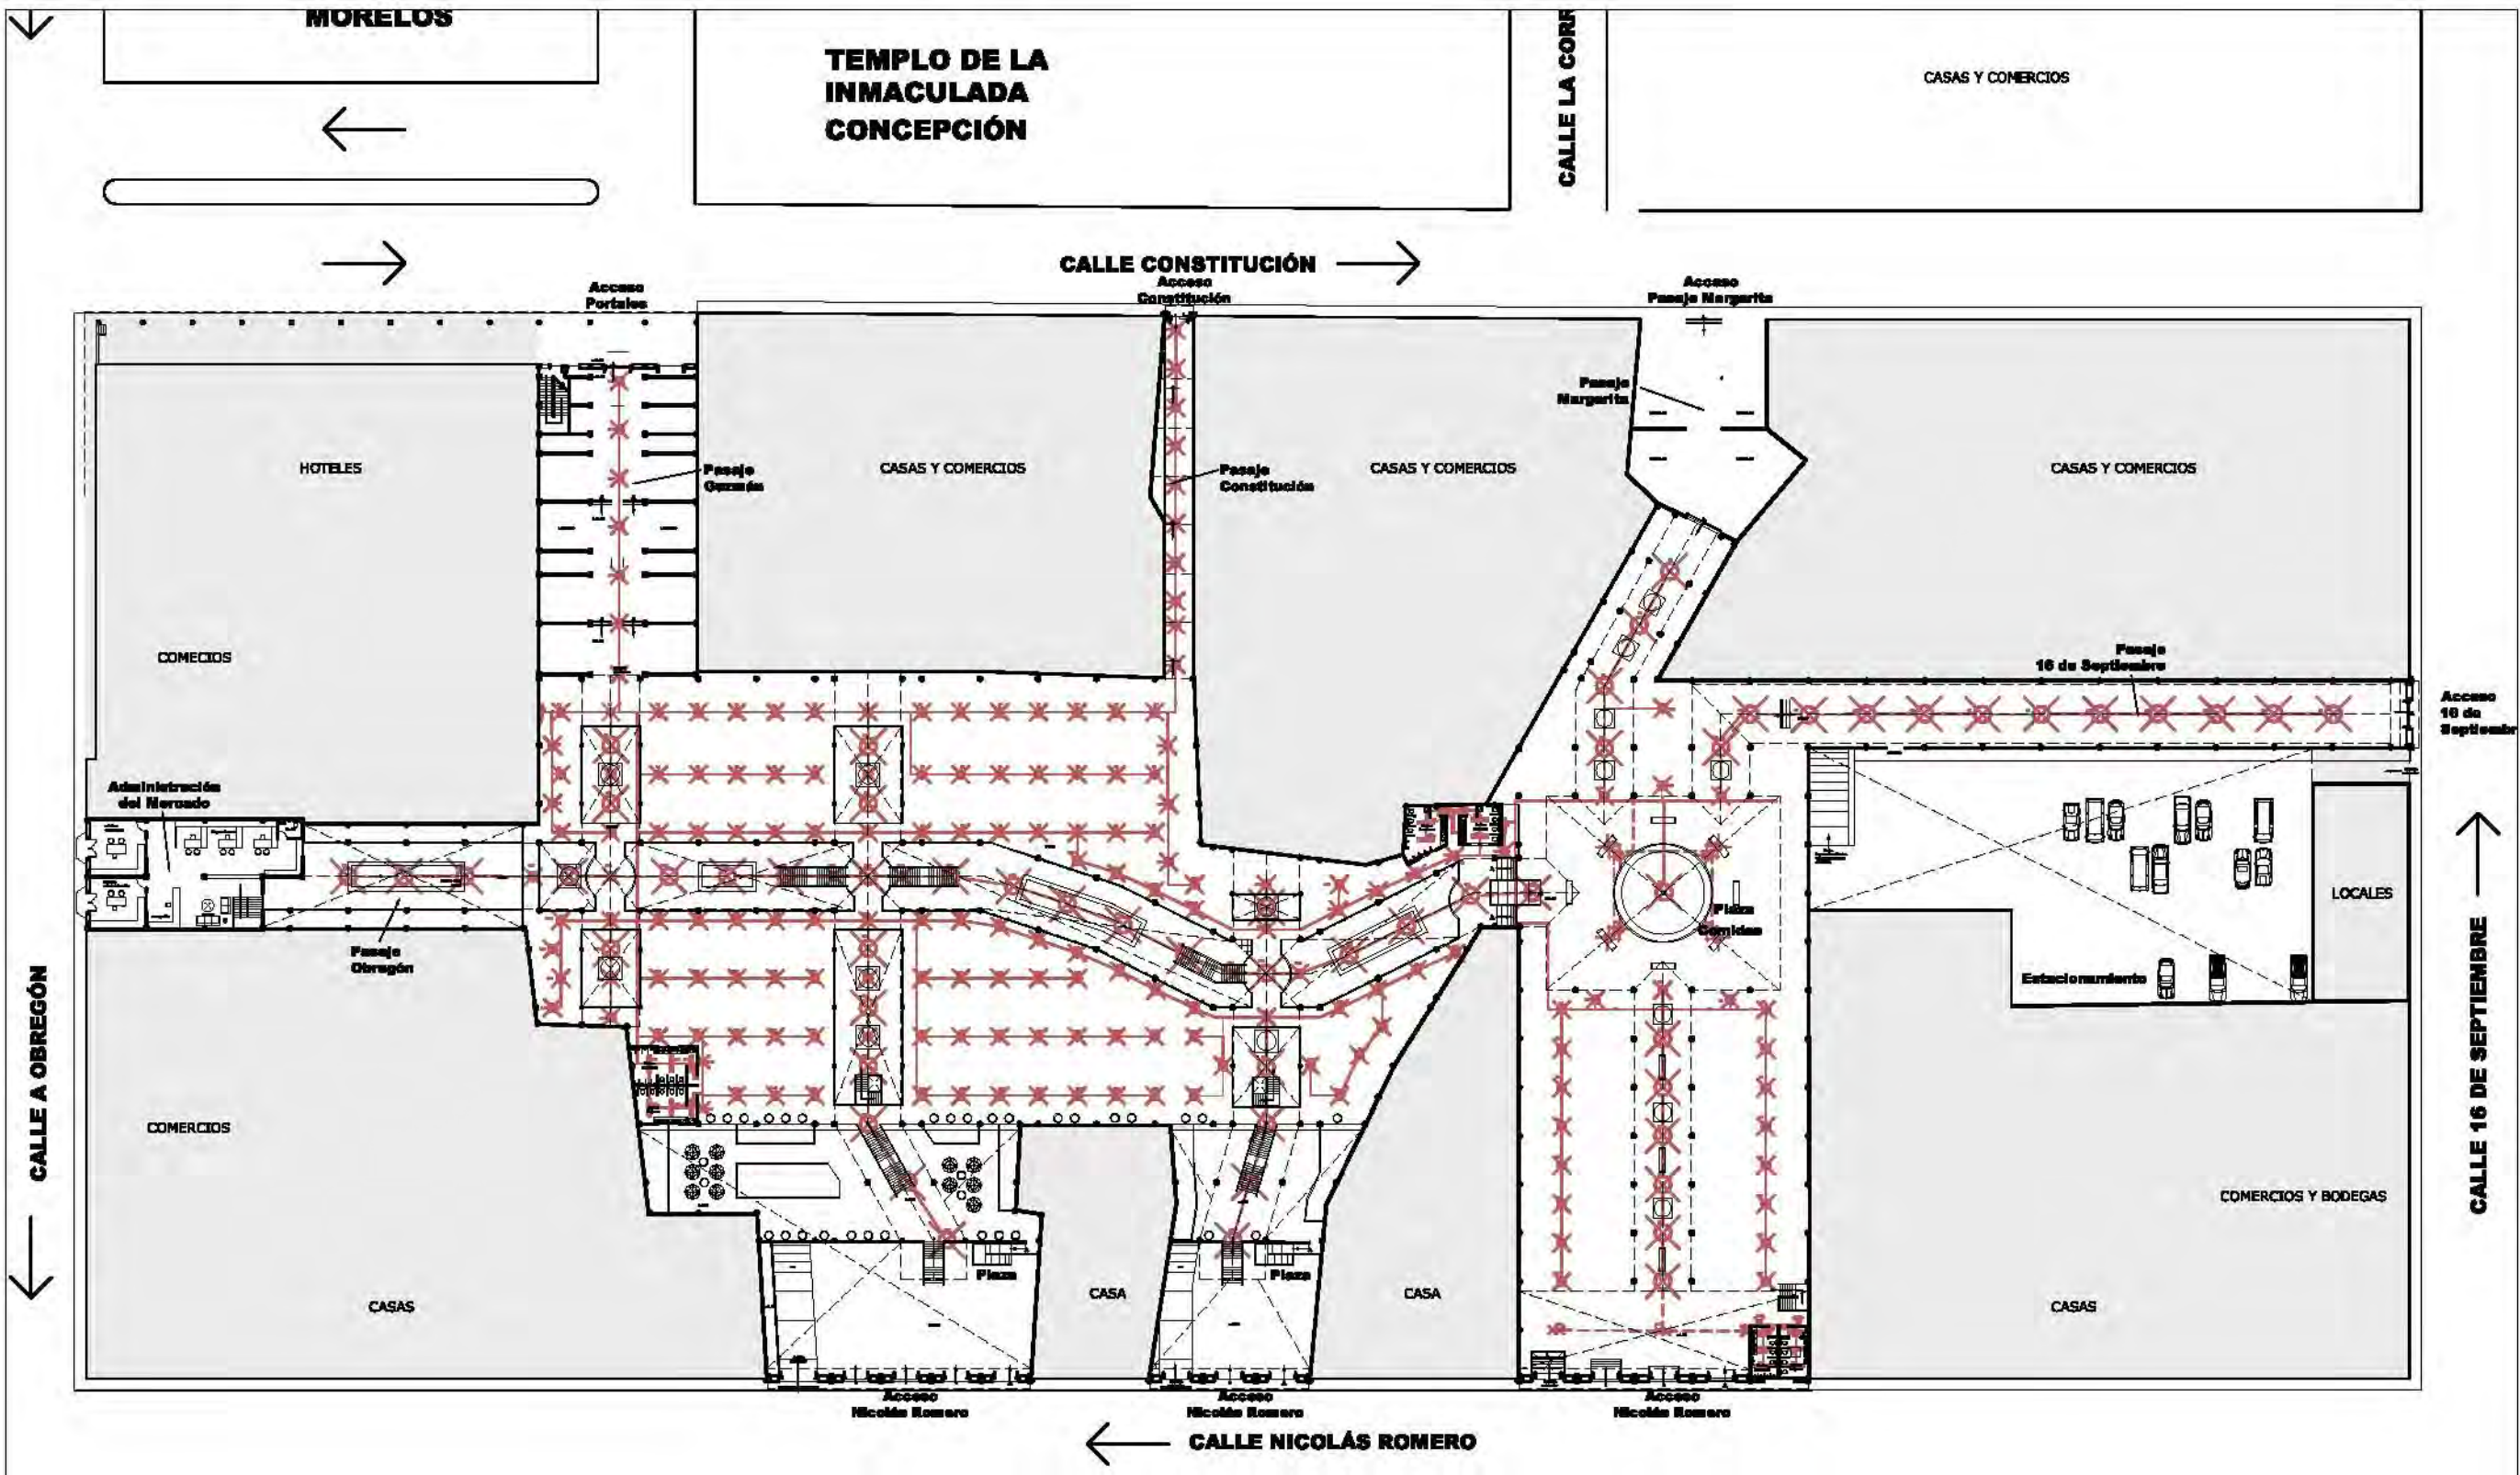 MORELOS
TEMPLO DE LA
INMACULADA
CONCEPCIÓN
CALLE LA CORR
CASAS Y COMERCIOS
CALLE CONSTITUCIÓN
Acceso
Portales
Acceso
Constitución
Acceso
Pasaje Margarita
HOTELES
Pasaje
Guzmán
CASAS Y COMERCIOS
Pasaje
Constitución
CASAS Y COMERCIOS
Pasaje
Margarita
CASAS Y COMERCIOS
COMECIOS
Pasaje
16 de Septiembre
Acceso
16 de
Septiembr
Administración
del Mercado
Pasaje
Obregón
Plaza
Comidas
LOCALES
Estacionamiento
CALLE A OBREGÓN
CALLE 16 DE SEPTIEMBRE
COMERCIOS
COMERCIOS Y BODEGAS
Plaza
Plaza
CASAS
CASA
CASA
CASAS
Acceso
Nicolás Romero
Acceso
Nicolás Romero
Acceso
Nicolás Romero
CALLE NICOLÁS ROMERO